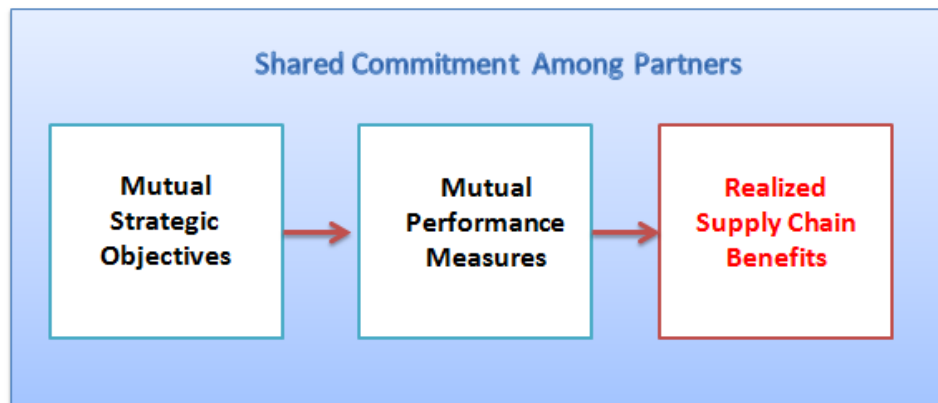 Shared Commitment Among Partners
Mutual
Strategic
Objectives
Mutual
Performance
Measures
Realized
Supply Chain
Benefits